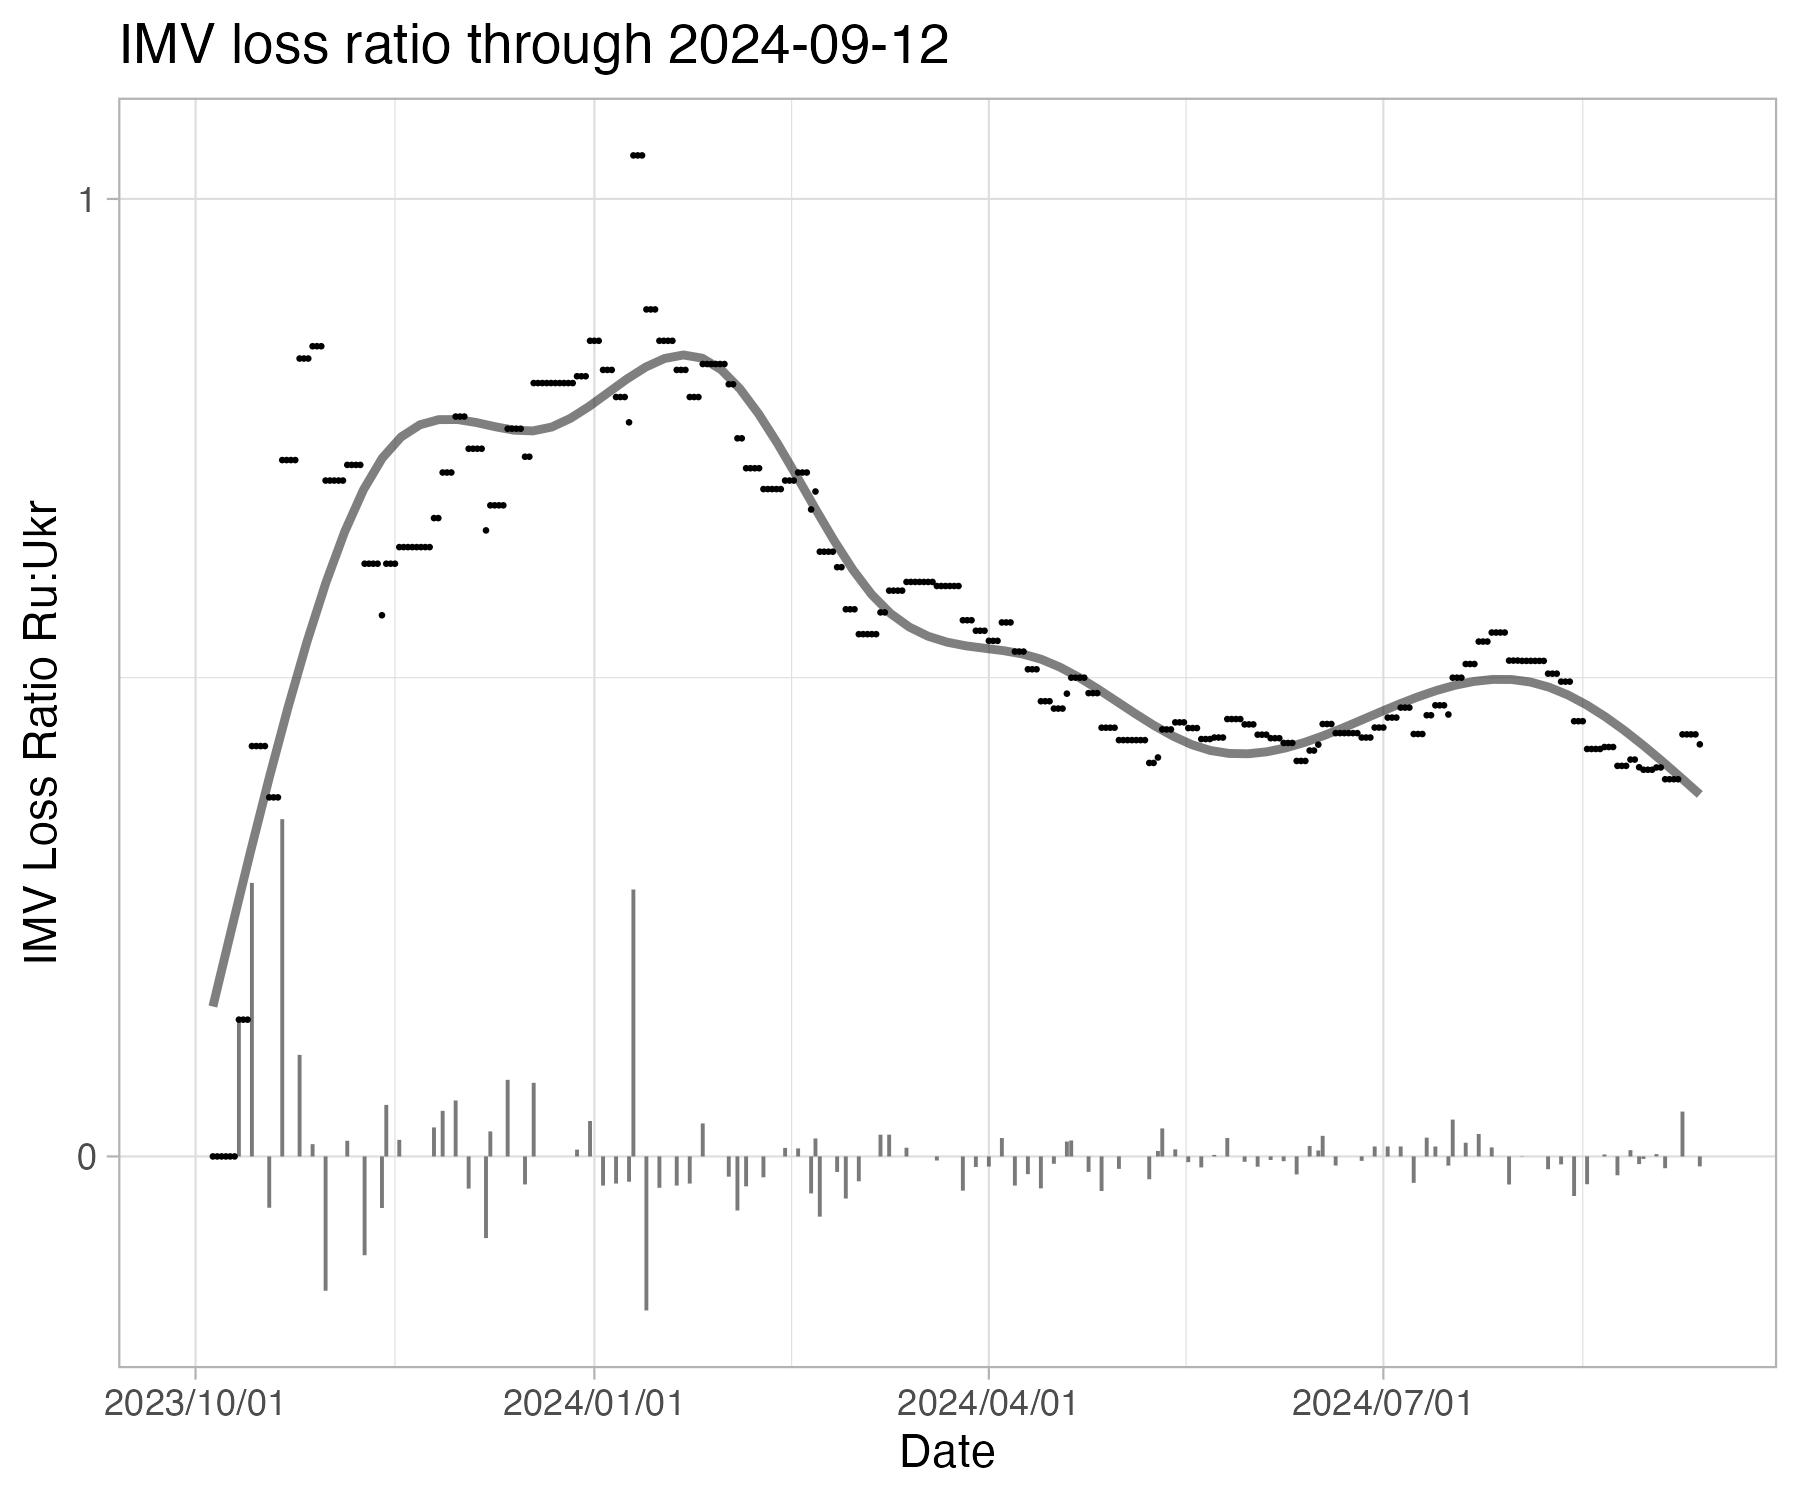 IMV loss ratio through 2024-09-12
IMV Loss Ratio Ru:Ukr
1
0
2023/10/01 2024/01/01 2024/04/01 2024/07/01
Date